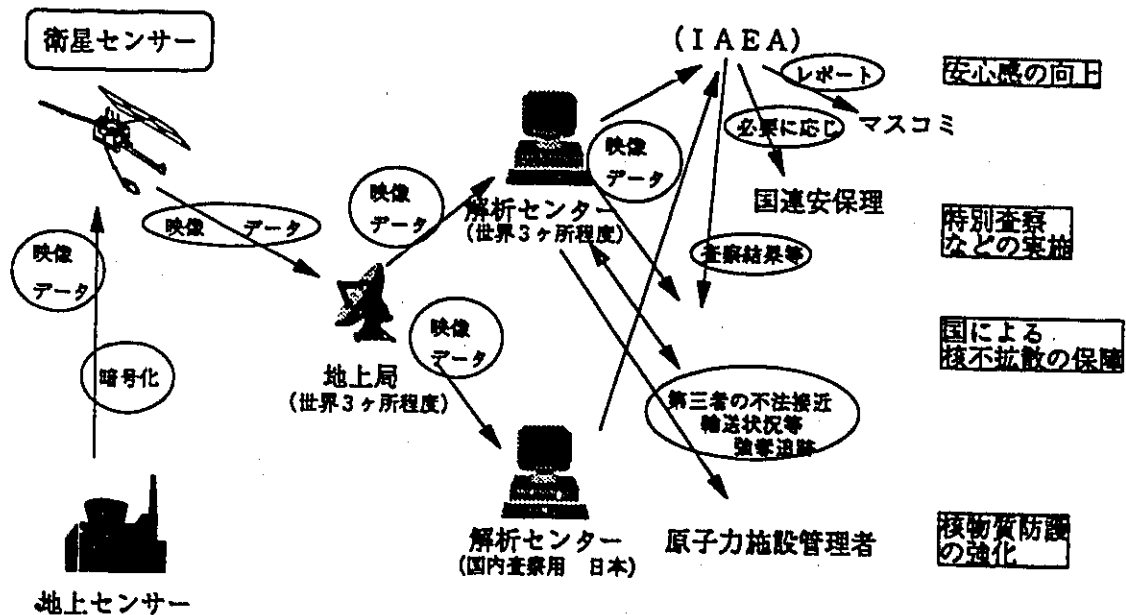 衛星センサー
(IAEA)
レポート
安心感の向上
必要に応じ
マスコミ
映像
データ
映像
データ
解析センター
(世界3ヶ所程度)
国連安保理
映像 データ
特別査察
などの実施
映像
データ
査察結果等
映像
データ
国による
核不拡散の保障
地上局
(世界3ヶ所程度)
暗号化
第三者の不法接近
輸送状況等
強奪追跡
解析センター
(国内査察用 日本)
原子力施設管理者
核物質防護
の強化
地上センサー